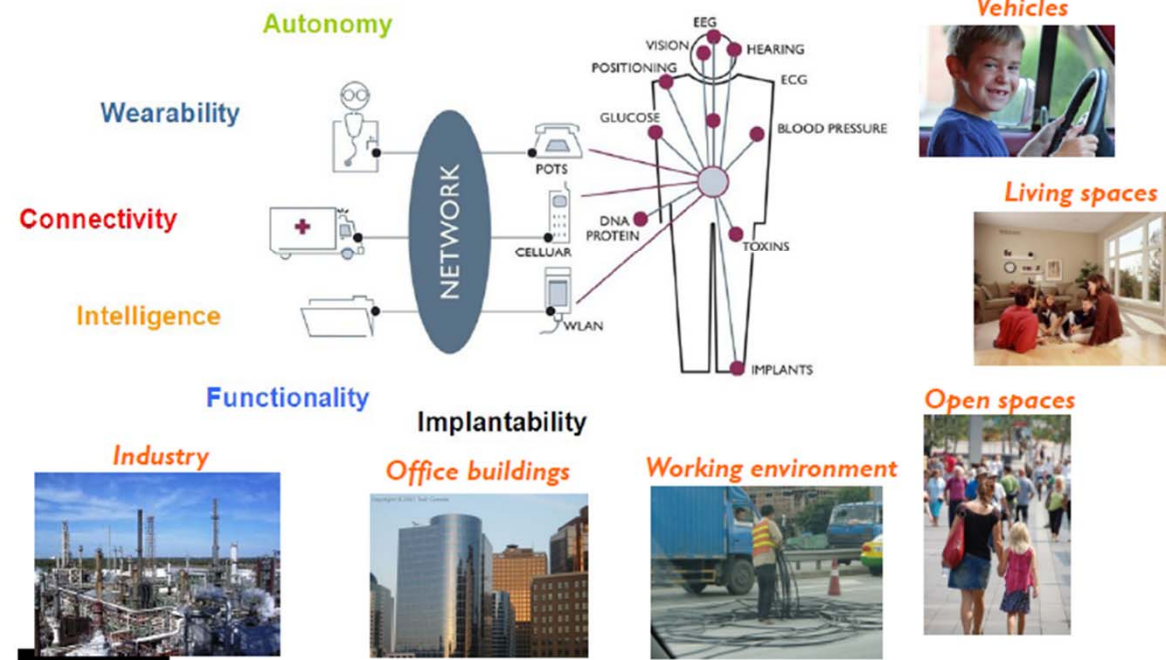 Autonomy
Wearability
Connectivity
Intelligence
Functionality
Implantability
NETWORK
POTS
CELLUAR
WLAN
EEG
VISION
HEARING
POSITIONING
ECG
GLUCOSE
BLOOD PRESSURE
DNA
PROTEIN
TOXINS
IMPLANTS
Vehicles
Living spaces
Open spaces
Industry
Office buildings
Working environment